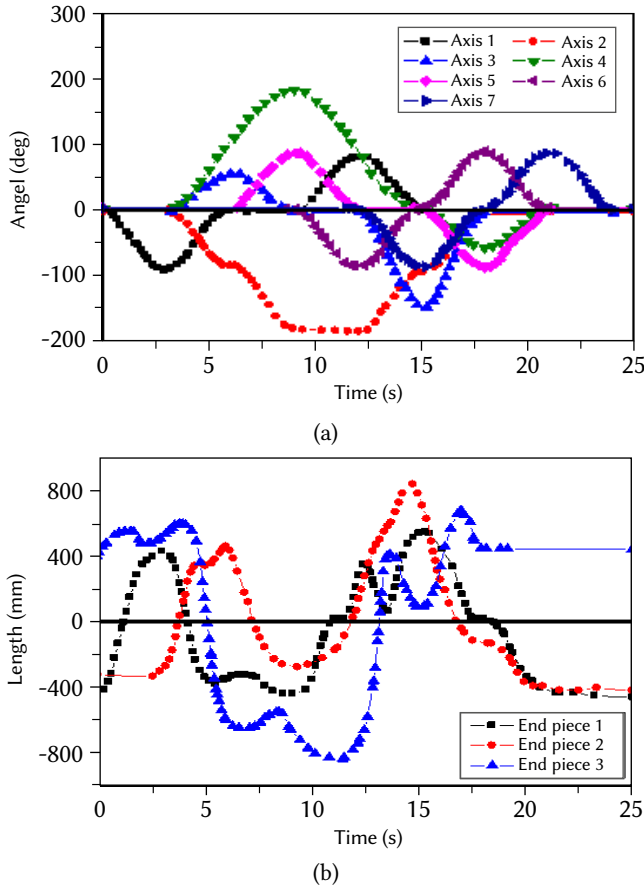 300
200
100
0
-100
-200
Angel (deg)
Axis 1
Axis 2
Axis 3
Axis 4
Axis 5
Axis 6
Axis 7
0
5
10
15
20
25
Time (s)
(a)
800
400
0
-400
-800
Length (mm)
End piece 1
End piece 2
End piece 3
0
5
10
15
20
25
Time (s)
(b)